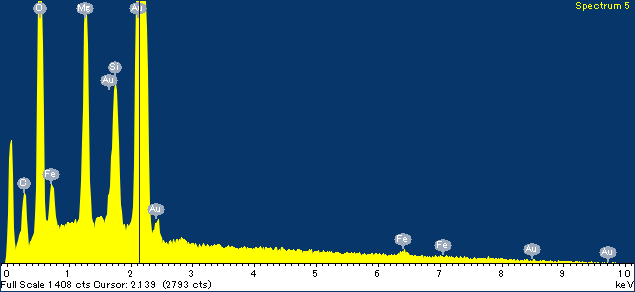 Spectrum 5
O Mg Au
Si
Au
C Fe
Au
Fe Fe Au Au
0 1 2 3 4 5 6 7 8 9 10
Full Scale 1408 cts Cursor: 2.139 (2793 cts) keV